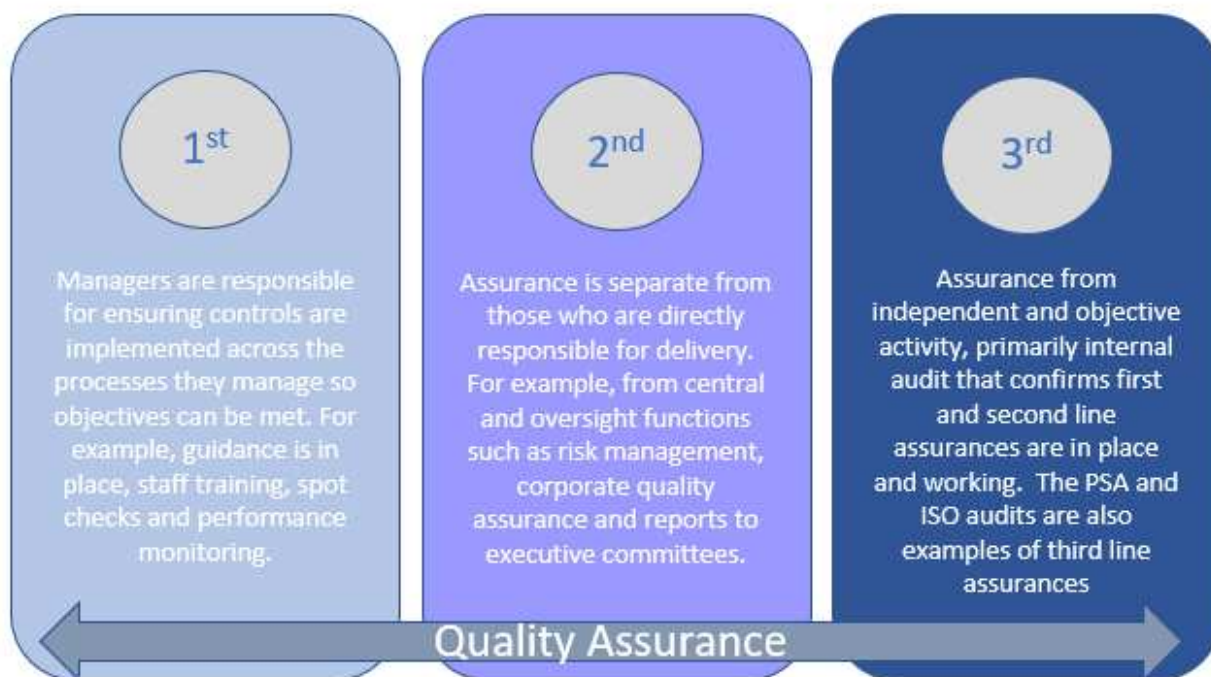 1st
Managers are responsible
for ensuring controls are
implemented across the
processes they manage so
objectives can be met. For
example, guidance is in
place, staff training, spot
checks and performance
monitoring.
2nd
Assurance is separate from
those who are directly
responsible for delivery.
For example, from central
and oversight functions
such as risk management,
corporate quality
assurance and reports to
executive committees.
3rd
Assurance from
independent and objective
activity, primarily internal
audit that confirms first
and second line
assurances are in place
and working.  The PSA and
ISO audits are also
examples of third line
assurances
Quality Assurance